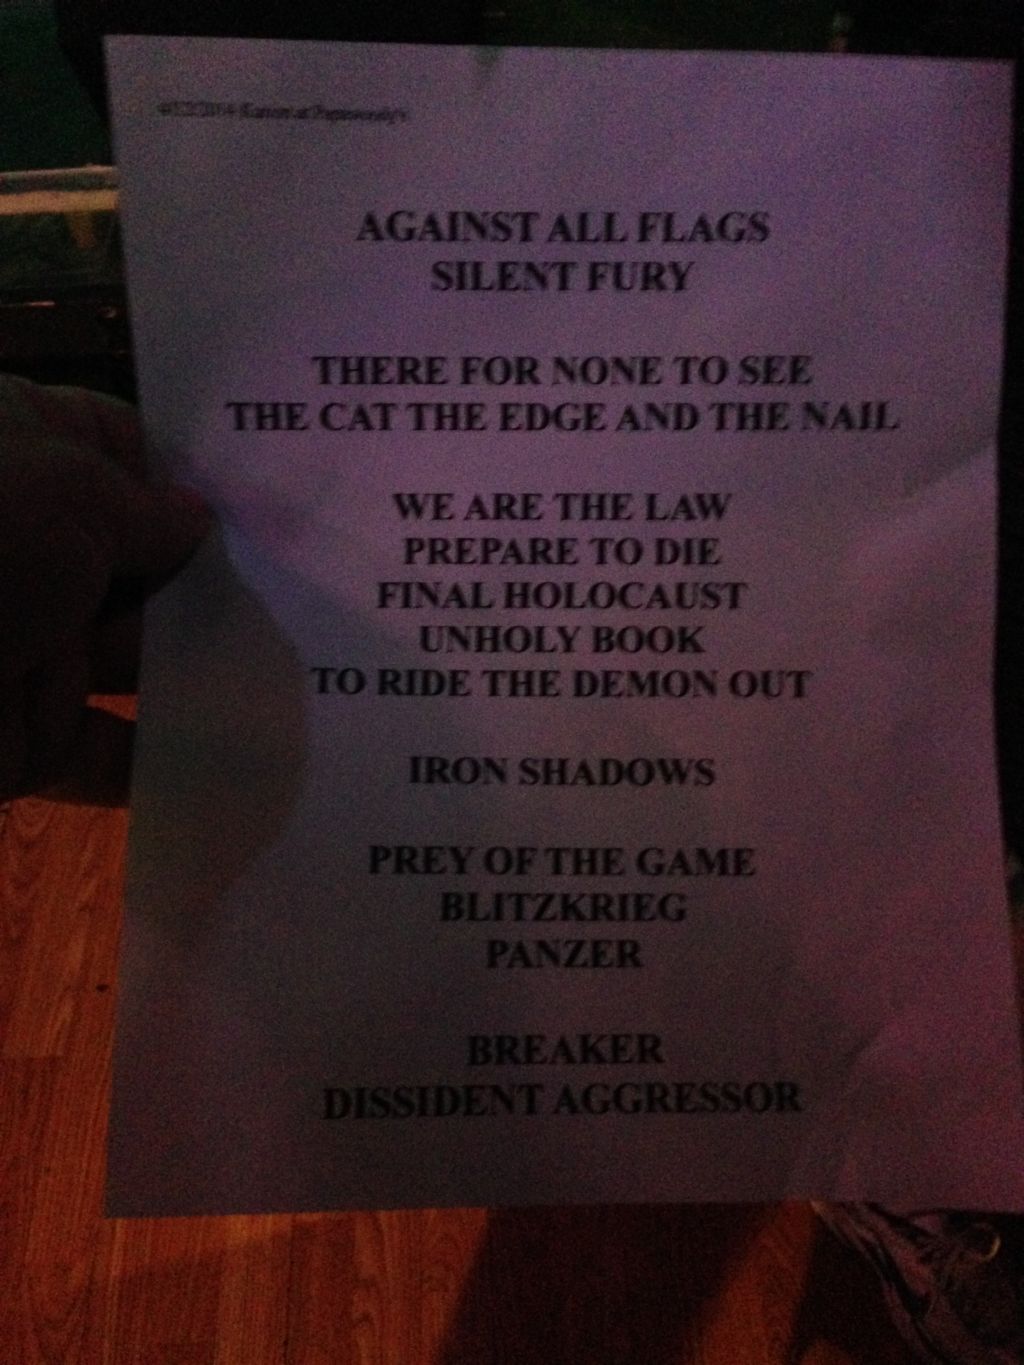 at
AGAINST ALL FLAGS
SILENT FURY
THERE FOR NONE TO SEE
THE CAT THE EDGE AND THE NAIL
WE ARE THE LAW
PREPARE TO DIE
FINAL HOLOCAUST
UNHOLY BOOK
TO RIDE THE DEMON OUT
IRON SHADOWS
PREY OF THE GAME
BLITZKRIEG
PANZER
BREAKER
DISSIDENT AGGRESSOR